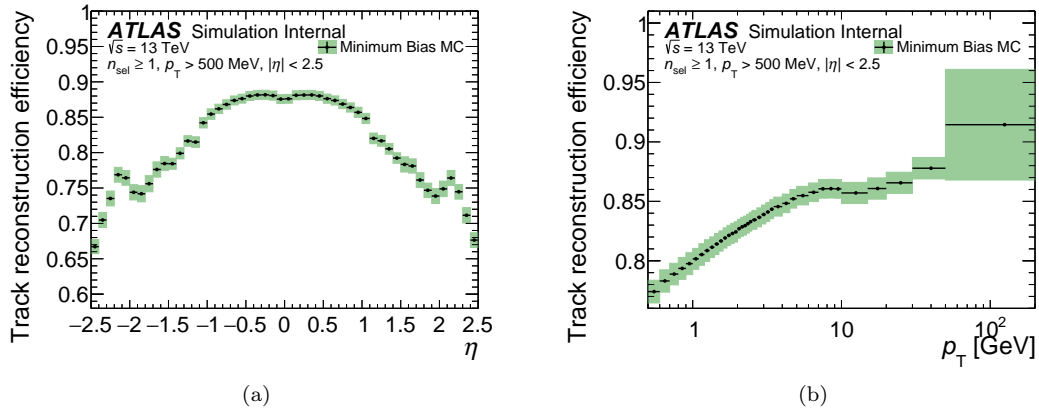 Track reconstruction efficiency
ATLAS Simulation Internal
√s = 13 TeV
Minimum Bias MC
n_sel ≥ 1, p_T > 500 MeV, |η| < 2.5
1
0.95
0.9
0.85
0.8
0.75
0.7
0.65
0.6
−2.5 −2 −1.5 −1 −0.5 0 0.5 1 1.5 2 2.5
η
(a)
Track reconstruction efficiency
ATLAS Simulation Internal
√s = 13 TeV
Minimum Bias MC
n_sel ≥ 1, p_T > 500 MeV, |η| < 2.5
1
0.95
0.9
0.85
0.8
1 10 10²
p_T [GeV]
(b)